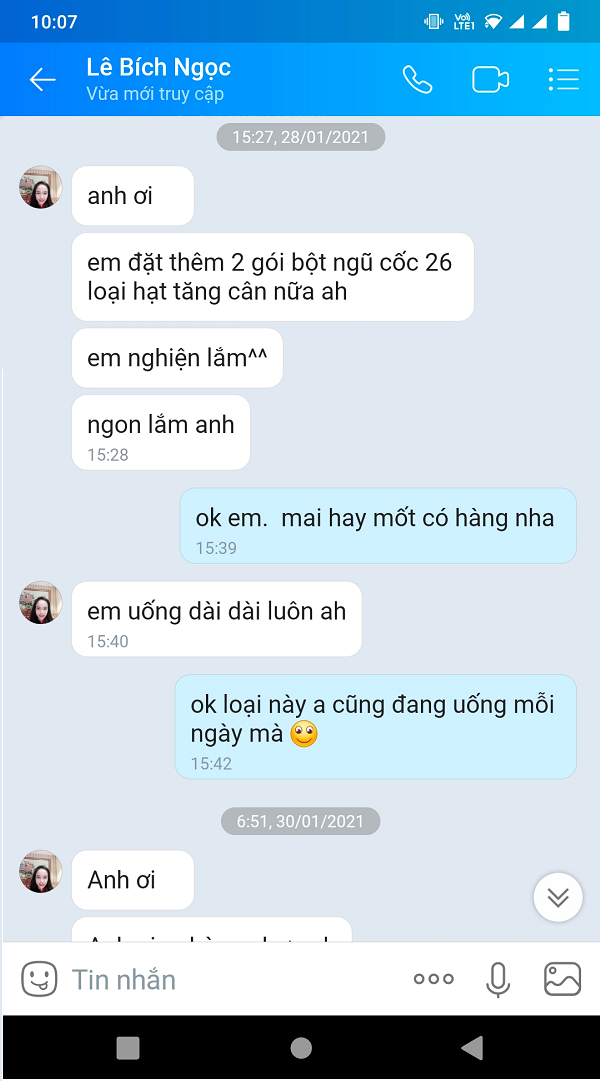 10:07
Vo))
LTE1
Lê Bích Ngọc
Vừa mới truy cập
15:27, 28/01/2021
anh ơi
em đặt thêm 2 gói bột ngũ cốc 26
loại hạt tăng cân nữa ah
em nghiện lắm^^
ngon lắm anh
15:28
ok em.  mai hay mốt có hàng nha
15:39
em uống dài dài luôn ah
15:40
ok loại này a cũng đang uống mỗi
ngày mà 🙂
15:42
6:51, 30/01/2021
Anh ơi
Tin nhắn